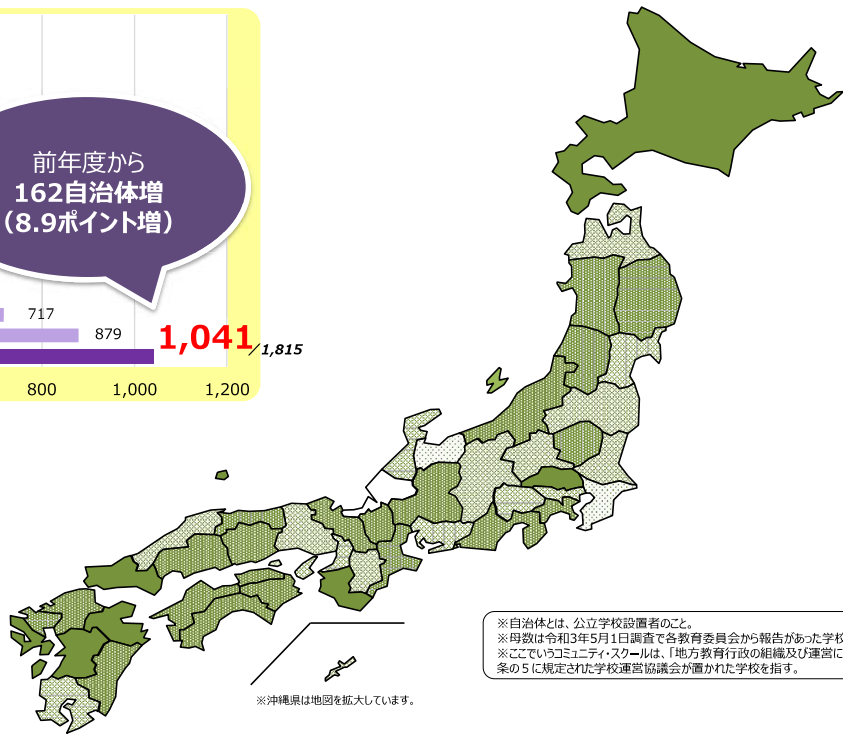 前年度から
162自治体増
（8.9ポイント増）
717
879
1,041/1,815
800 1,000 1,200
※沖縄県は地図を拡大しています。
※自治体とは、公立学校設置者のこと。
※母数は令和3年5月1日調査で各教育委員会から報告があった学校
※ここでいうコミュニティ・スクールは、「地方教育行政の組織及び運営に
条の５に規定された学校運営協議会が置かれた学校を指す。